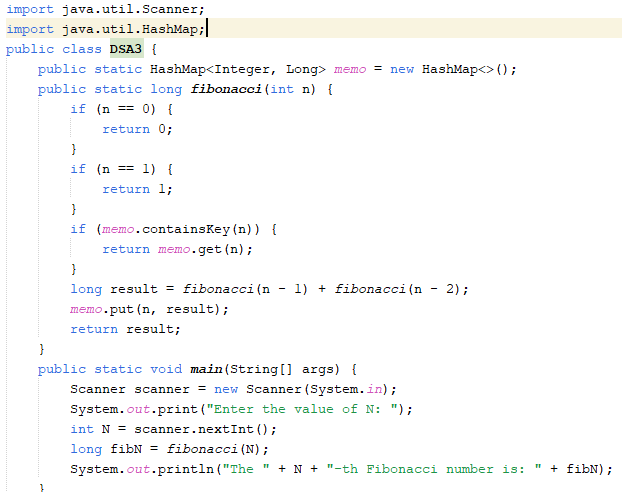 import java.util.Scanner;
import java.util.HashMap;
public class DSA3 {
    public static HashMap<Integer, Long> memo = new HashMap<>();
    public static long fibonacci(int n) {
        if (n == 0) {
            return 0;
        }
        if (n == 1) {
            return 1;
        }
        if (memo.containsKey(n)) {
            return memo.get(n);
        }
        long result = fibonacci(n - 1) + fibonacci(n - 2);
        memo.put(n, result);
        return result;
    }
    public static void main(String[] args) {
        Scanner scanner = new Scanner(System.in);
        System.out.print("Enter the value of N: ");
        int N = scanner.nextInt();
        long fibN = fibonacci(N);
        System.out.println("The " + N + "-th Fibonacci number is: " + fibN);
    }